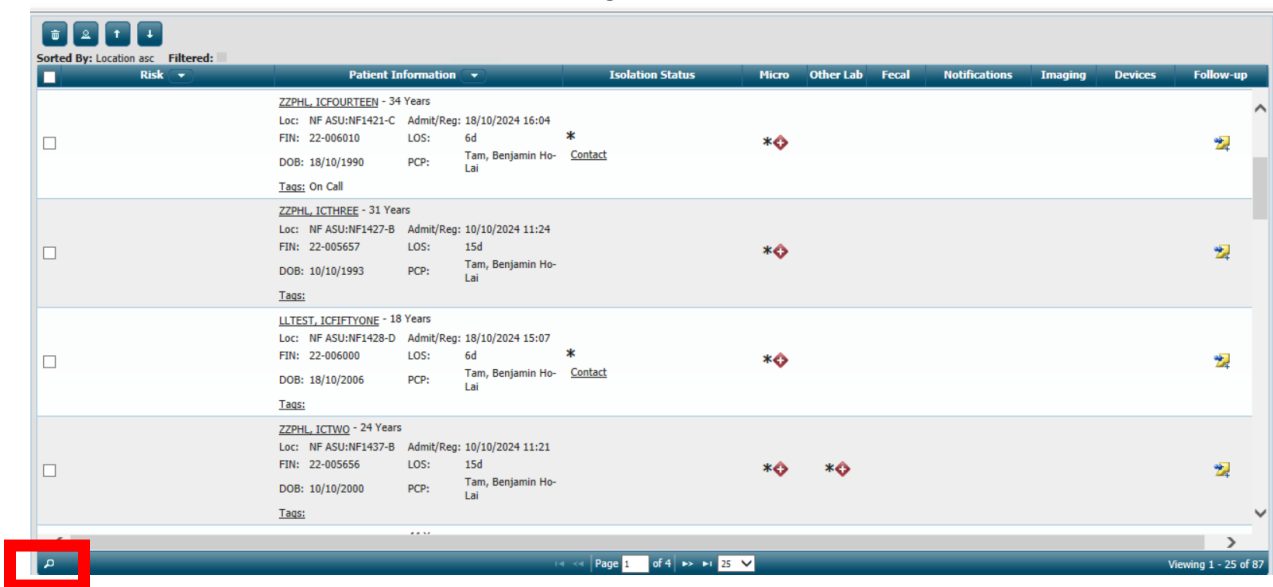 Sorted By: Location asc Filtered:
Risk Patient Information Isolation Status Micro Other Lab Fecal Notifications Imaging Devices Follow-up
ZZPHL, ICFOURTEEN - 34 Years
Loc: NF ASU:NF1421-C Admit/Reg: 18/10/2024 16:04
FIN: 22-006010 LOS: 6d *
DOB: 18/10/1990 PCP: Tam, Benjamin Ho-Lai Contact *
Tags: On Call
ZZPHL, ICTHREE - 31 Years
Loc: NF ASU:NF1427-B Admit/Reg: 10/10/2024 11:24
FIN: 22-005657 LOS: 15d *
DOB: 10/10/1993 PCP: Tam, Benjamin Ho-Lai
Tags:
LLTEST, ICFIFTYONE - 18 Years
Loc: NF ASU:NF1428-D Admit/Reg: 18/10/2024 15:07
FIN: 22-006000 LOS: 6d * *
DOB: 18/10/2006 PCP: Tam, Benjamin Ho-Lai Contact
Tags:
ZZPHL, ICTWO - 24 Years
Loc: NF ASU:NF1437-B Admit/Reg: 10/10/2024 11:21
FIN: 22-005656 LOS: 15d * *
DOB: 10/10/2000 PCP: Tam, Benjamin Ho-Lai
Tags:
Page 1 of 4 25 Viewing 1 - 25 of 87